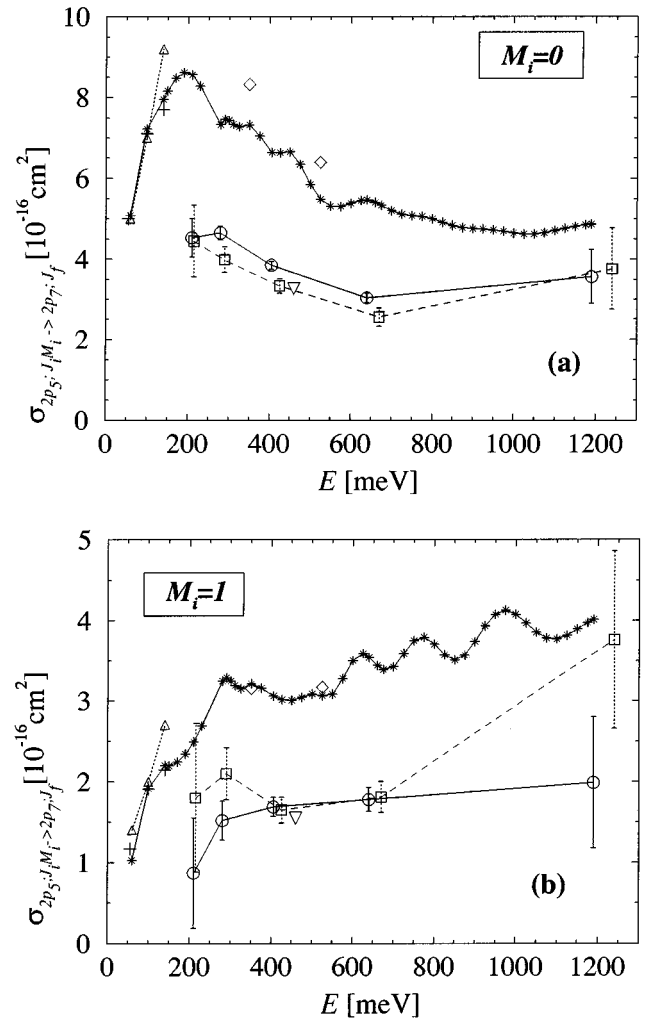 10
8
6
4
2
0
M_i=0
(a)
σ_{2p_5; J_iM_i -> 2p_7; J_f} [10^{-16} cm^2]
0 200 400 600 800 1000 1200
E [meV]
5
4
3
2
1
0
M_i=1
(b)
σ_{2p_5;J_iM_i->2p_7;J_f} [10^{-16} cm^2]
0 200 400 600 800 1000 1200
E [meV]